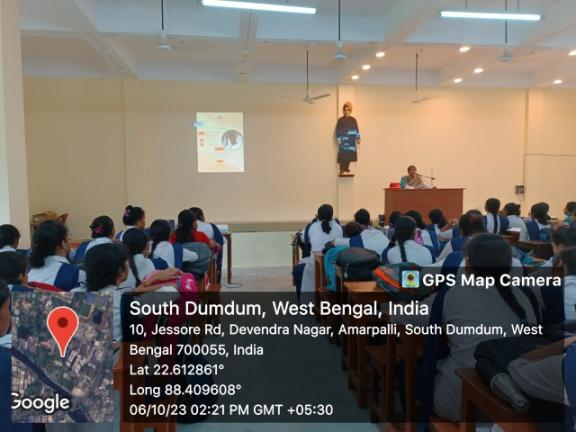 GPS Map Camera
South Dumdum, West Bengal, India
10, Jessore Rd, Devendra Nagar, Amarpalli, South Dumdum, West
Bengal 700055, India
Lat 22.612861°
Long 88.409608°
06/10/23 02:21 PM GMT +05:30
Google